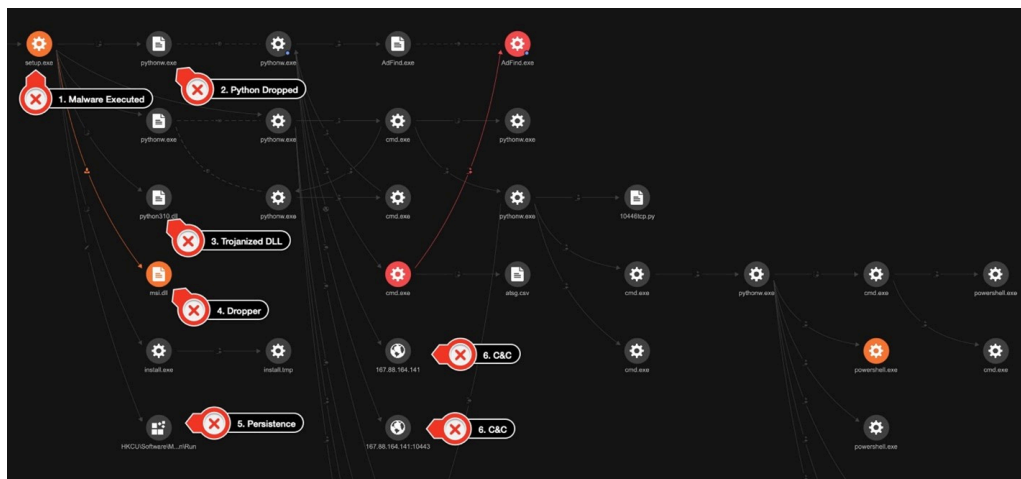 setup.exe
pythonw.exe
pythonw.exe
AdFind.exe
AdFind.exe
1. Malware Executed
2. Python Dropped
pythonw.exe
pythonw.exe
cmd.exe
pythonw.exe
python310.dll
pythonw.exe
cmd.exe
pythonw.exe
10446tcp.py
3. Trojanized DLL
msi.dll
cmd.exe
atag.csv
cmd.exe
pythonw.exe
cmd.exe
powershell.exe
4. Dropper
install.exe
install.tmp
167.88.164.141
6. C&C
cmd.exe
powershell.exe
cmd.exe
5. Persistence
6. C&C
HKCU\Software\M...n\Run
167.88.164.141:10443
powershell.exe